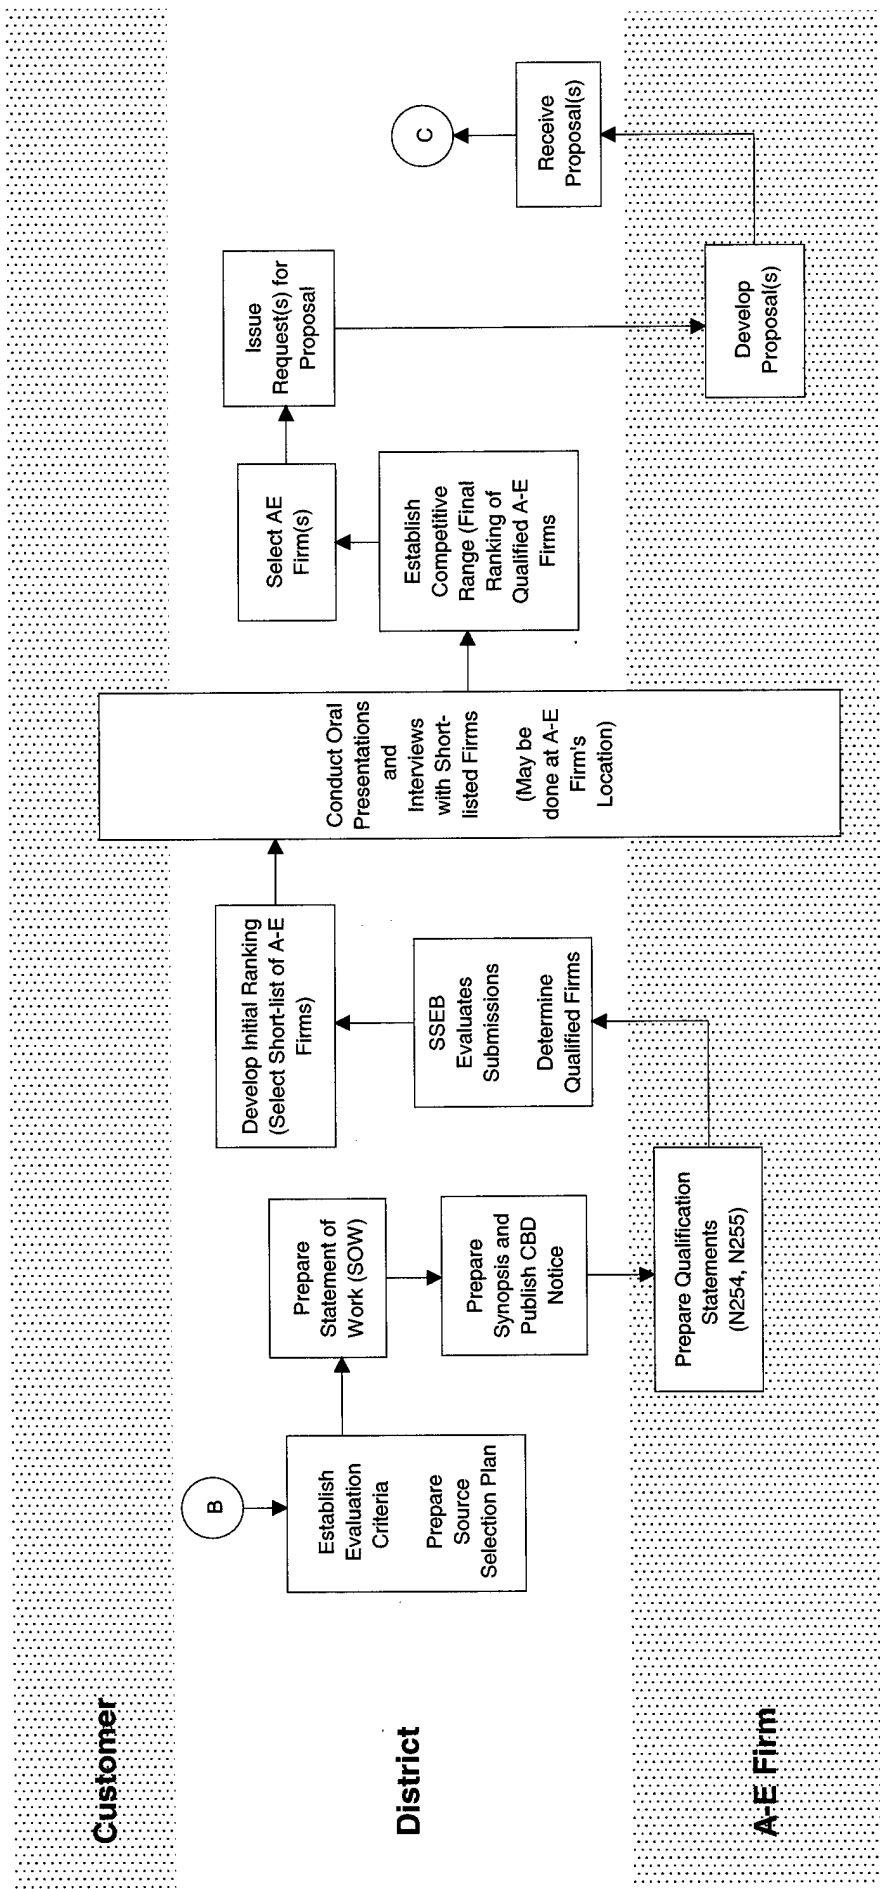 Customer
District
A-E Firm
B
Establish
Evaluation
Criteria
Prepare
Source
Selection Plan
Prepare
Statement of
Work (SOW)
Prepare
Synopsis and
Publish CBD
Notice
Prepare Qualification
Statements
(N254, N255)
SSEB
Evaluates
Submissions
Determine
Qualified Firms
Develop Initial Ranking
(Select Short-list of A-E
Firms)
Conduct Oral
Presentations
and
Interviews
with Short-
listed Firms
(May be
done at A-E
Firm's
Location)
Establish
Competitive
Range (Final
Ranking of
Qualified A-E
Firms
Select AE
Firm(s)
Issue
Request(s) for
Proposal
Develop
Proposal(s)
Receive
Proposal(s)
C